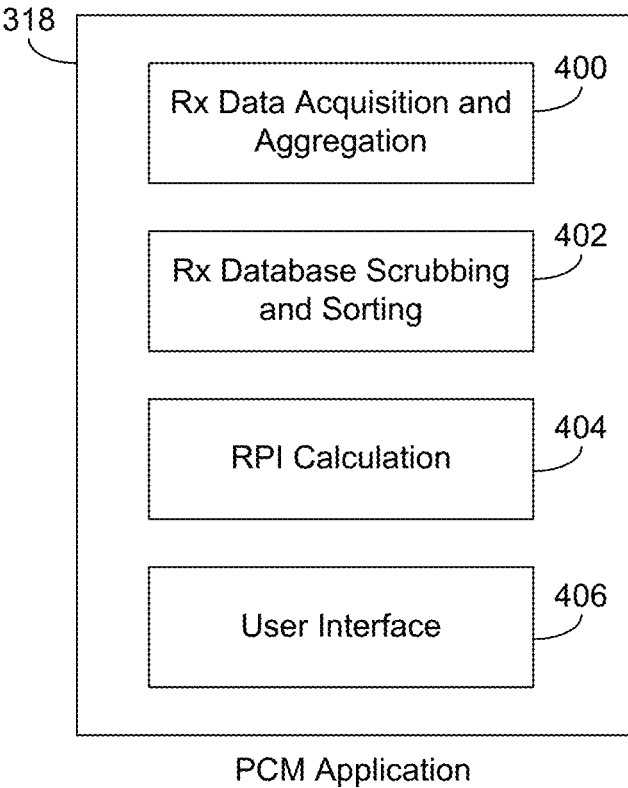 318
400
Rx Data Acquisition and
Aggregation
402
Rx Database Scrubbing
and Sorting
404
RPI Calculation
406
User Interface
PCM Application